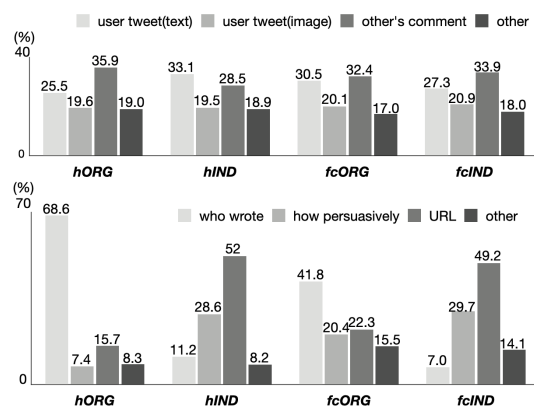 user tweet(text) user tweet(image) other's comment other
(%)
40
25.5 19.6 35.9 19.0 33.1 19.5 28.5 18.9 30.5 20.1 32.4 17.0 27.3 20.9 33.9 18.0
0
hORG hIND fcORG fcIND
(%)
70
who wrote how persuasively URL other
68.6 7.4 15.7 8.3 11.2 28.6 52 8.2 41.8 20.4 22.3 15.5 7.0 29.7 49.2 14.1
0
hORG hIND fcORG fcIND